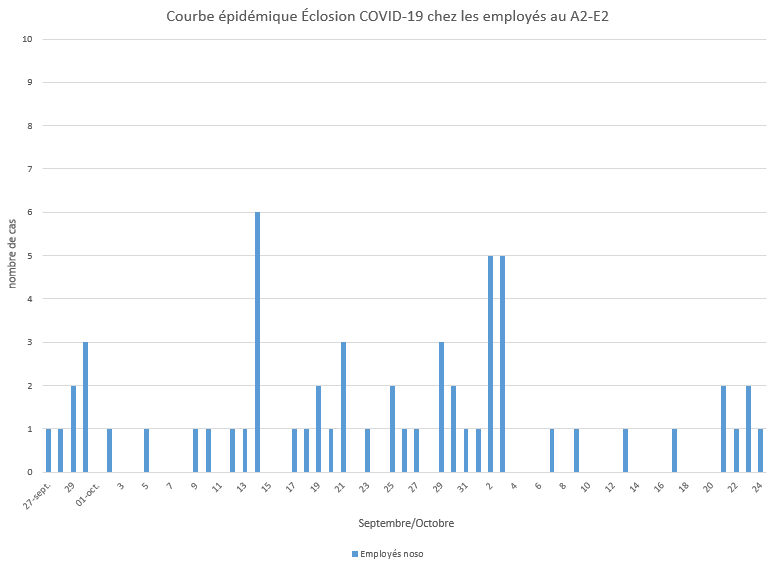 Courbe épidémique Éclosion COVID-19 chez les employés au A2-E2
10
9
8
7
6
5
4
3
2
1
0
nombre de cas
27-sept. 29 01-oct. 3 5 7 9 11 13 15 17 19 21 23 25 27 29 31 2 4 6 8 10 12 14 16 18 20 22 24
Septembre/Octobre
Employés noso